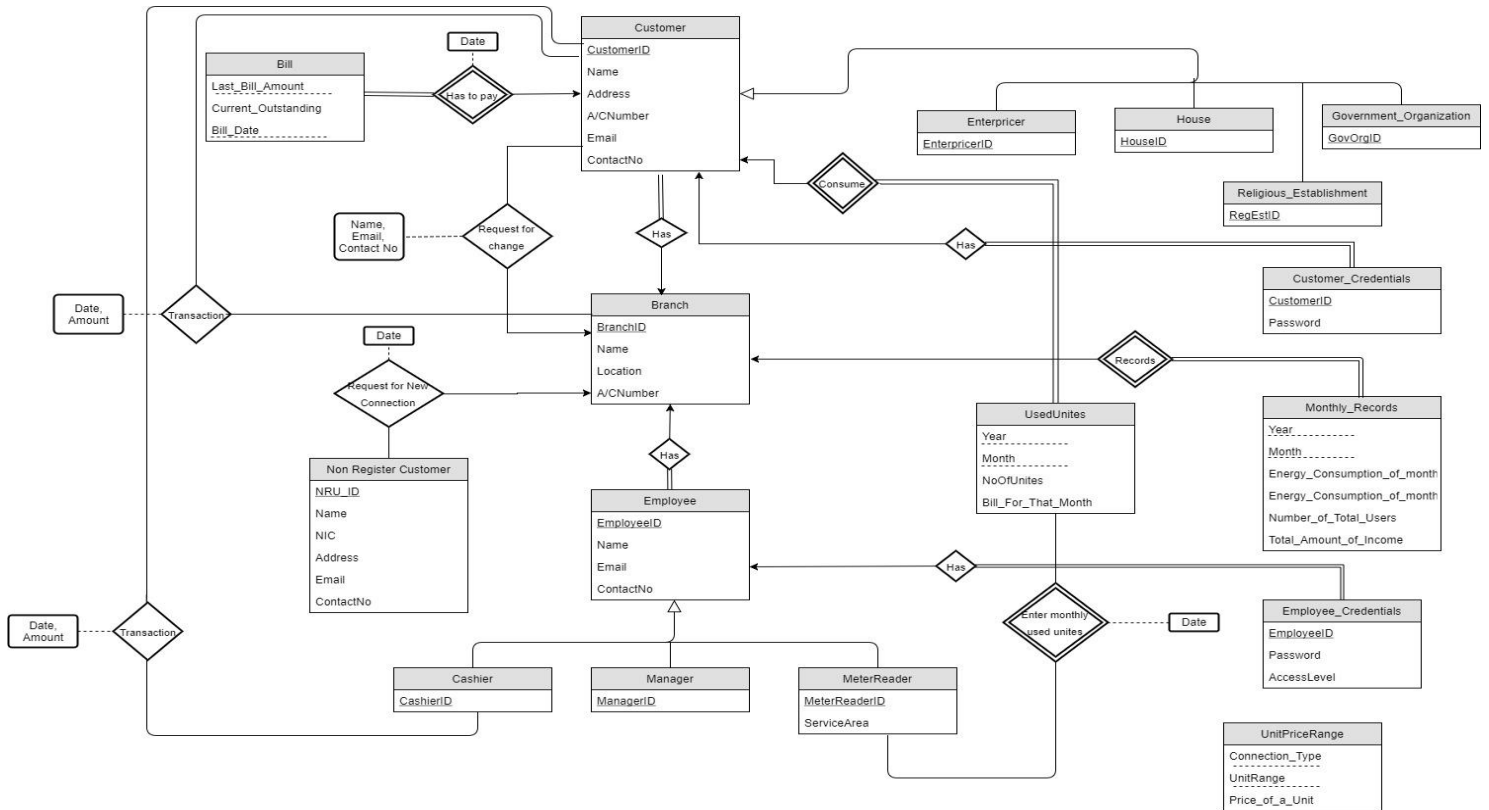 Customer
CustomerID
Name
Address
A/CNumber
Email
ContactNo
Date
Bill
Last_Bill_Amount
Current_Outstanding
Bill_Date
Has to pay
Enterpricer
EnterpricerID
House
HouseID
Government_Organization
GovOrgID
Religious_Establishment
RegEstID
Consume
Name,
Email,
Contact No
Request for
change
Has
Has
Customer_Credentials
CustomerID
Password
Date,
Amount
Transaction
Branch
BranchID
Name
Location
A/CNumber
Date
Request for New
Connection
Records
Monthly_Records
Year
Month
Energy_Consumption_of_month
Energy_Consumption_of_month
Number_of_Total_Users
Total_Amount_of_Income
UsedUnites
Year
Month
NoOfUnites
Bill_For_That_Month
Non Register Customer
NRU_ID
Name
NIC
Address
Email
ContactNo
Has
Employee
EmployeeID
Name
Email
ContactNo
Has
Employee_Credentials
EmployeeID
Password
AccessLevel
Enter monthly
used unites
Date
Date,
Amount
Transaction
Cashier
CashierID
Manager
ManagerID
MeterReader
MeterReaderID
ServiceArea
UnitPriceRange
Connection_Type
UnitRange
Price_of_a_Unit